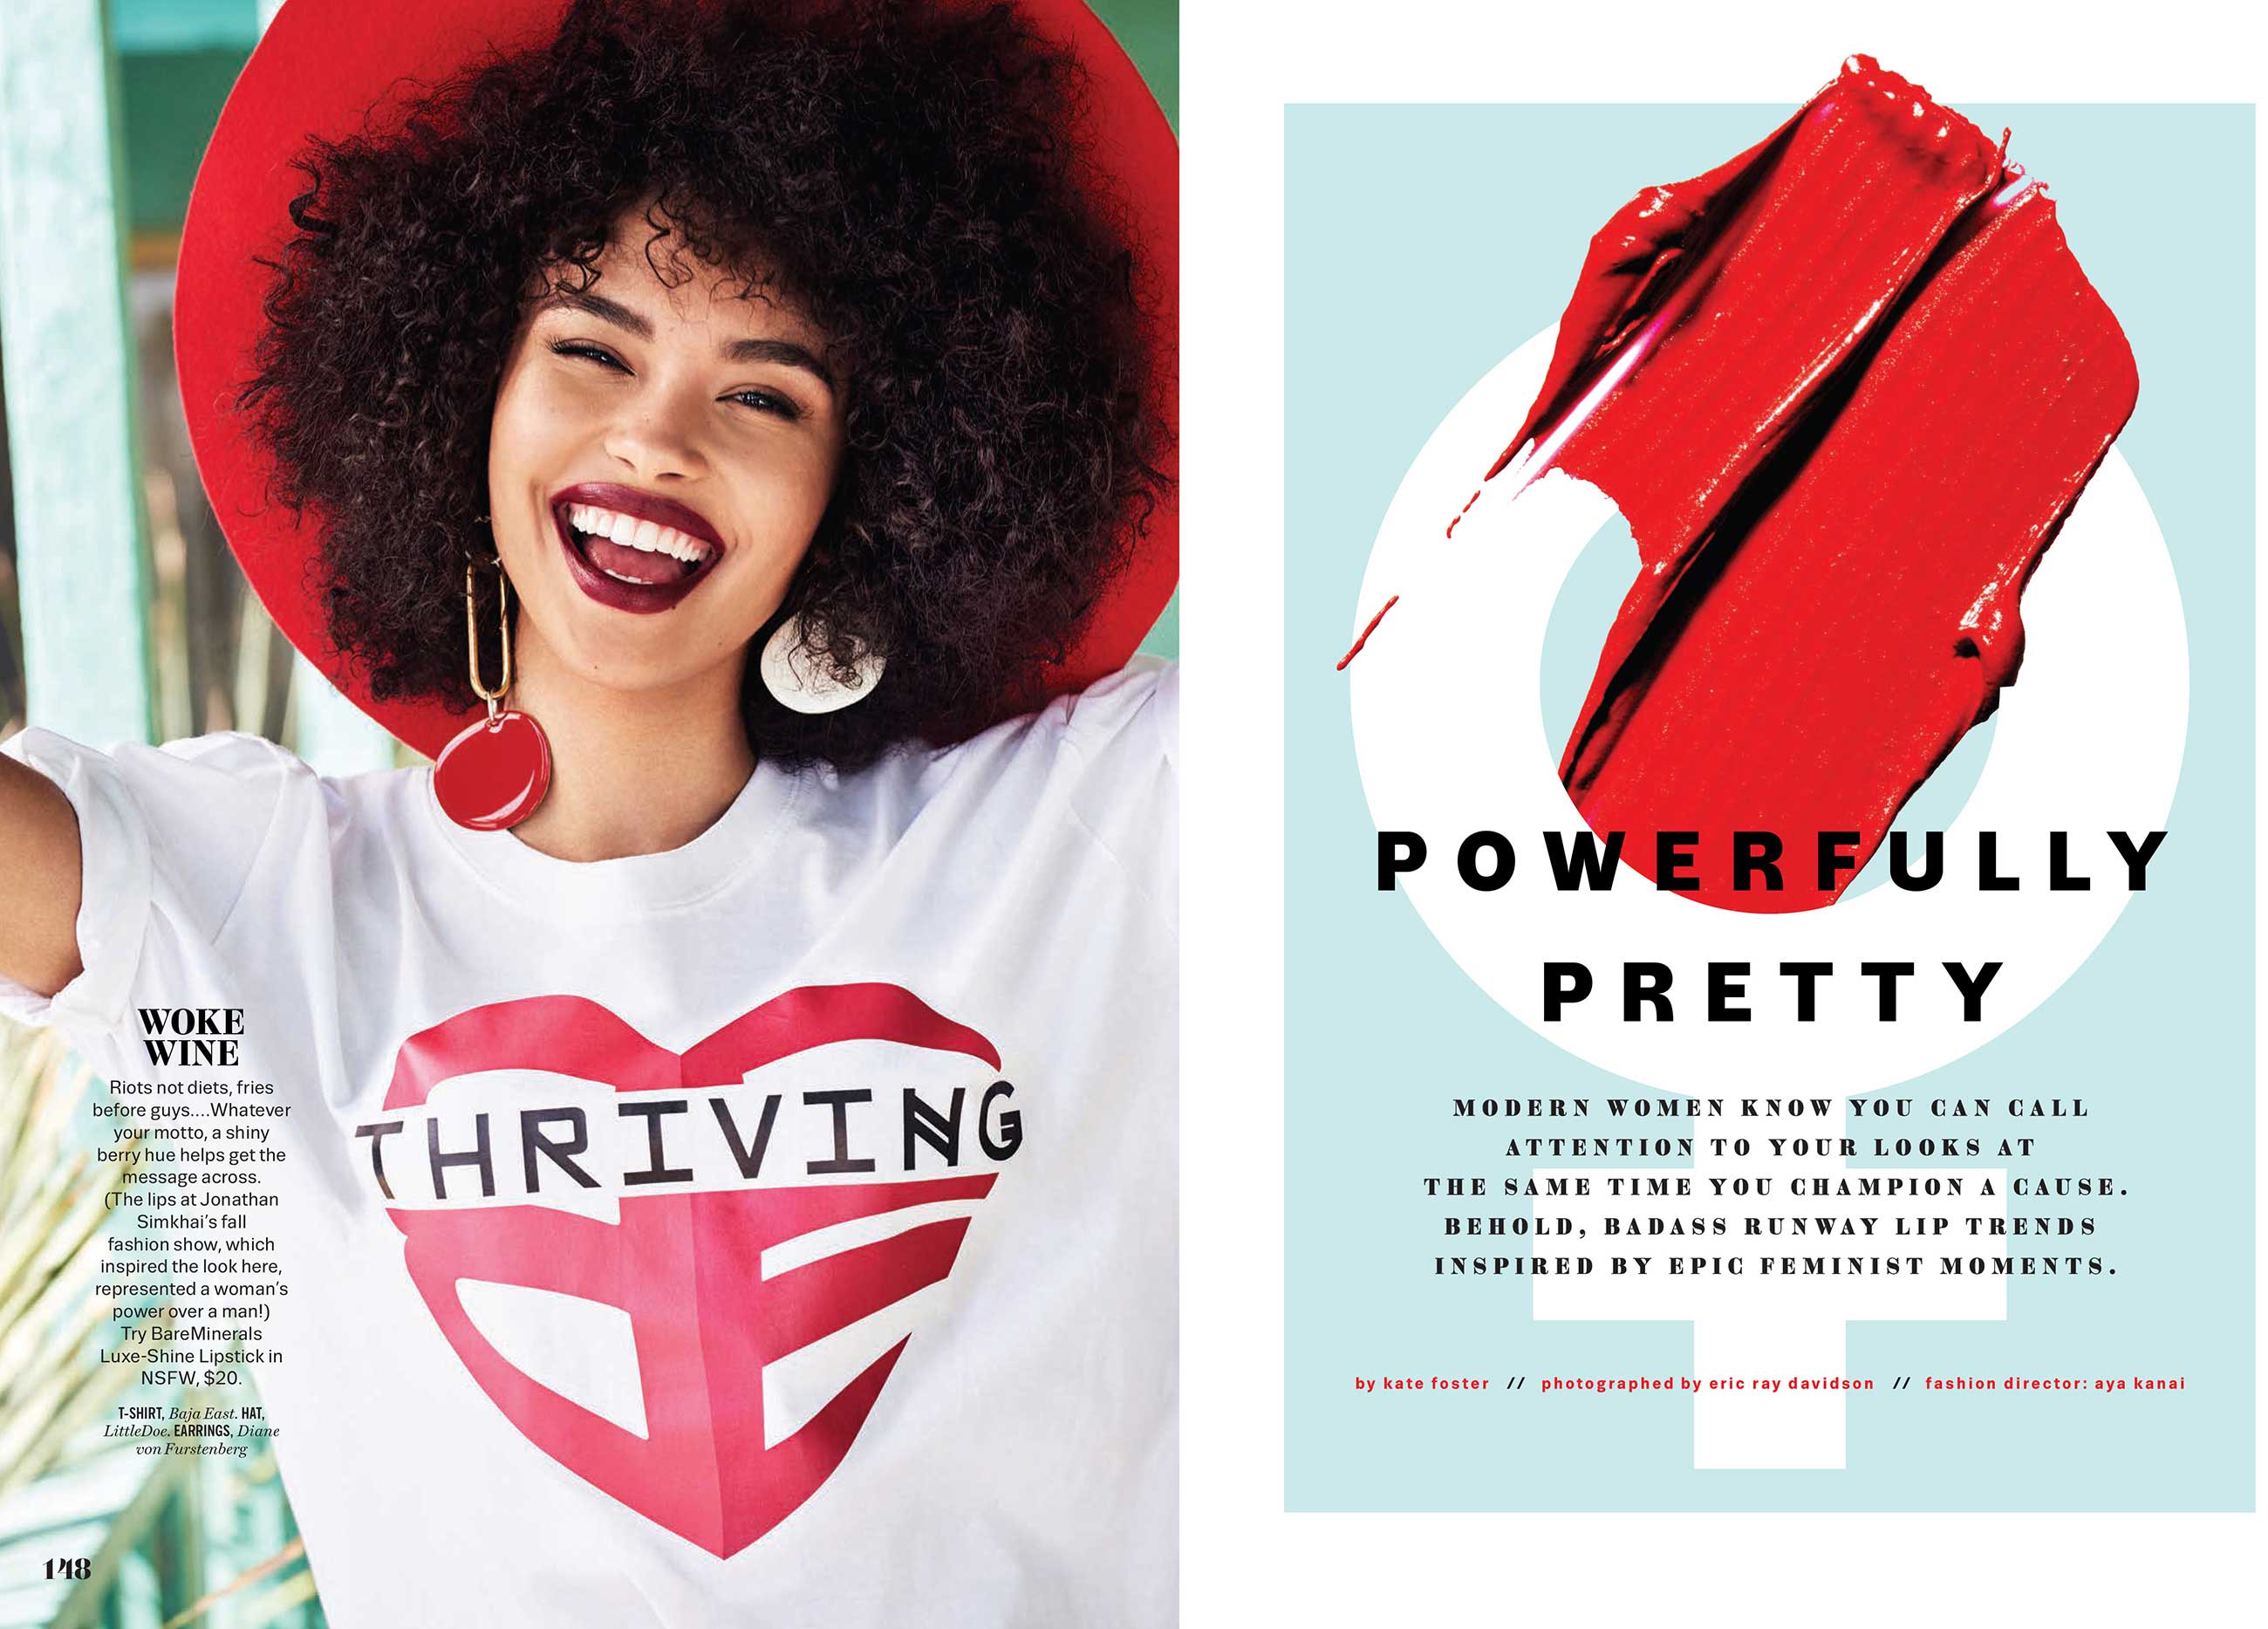 THRIVING
WOKE
WINE
Riots not diets, fries
before guys....Whatever
your motto, a shiny
berry hue helps get the
message across.
(The lips at Jonathan
Simkhai’s fall
fashion show, which
inspired the look here,
represented a woman’s
power over a man!)
Try BareMinerals
Luxe-Shine Lipstick in
NSFW, $20.
T-SHIRT, Baja East. HAT,
LittleDoe. EARRINGS, Diane
von Furstenberg
148
POWERFULLY
PRETTY
MODERN WOMEN KNOW YOU CAN CALL
ATTENTION TO YOUR LOOKS AT
THE SAME TIME YOU CHAMPION A CAUSE.
BEHOLD, BADASS RUNWAY LIP TRENDS
INSPIRED BY EPIC FEMINIST MOMENTS.
by kate foster // photographed by eric ray davidson // fashion director: aya kanai